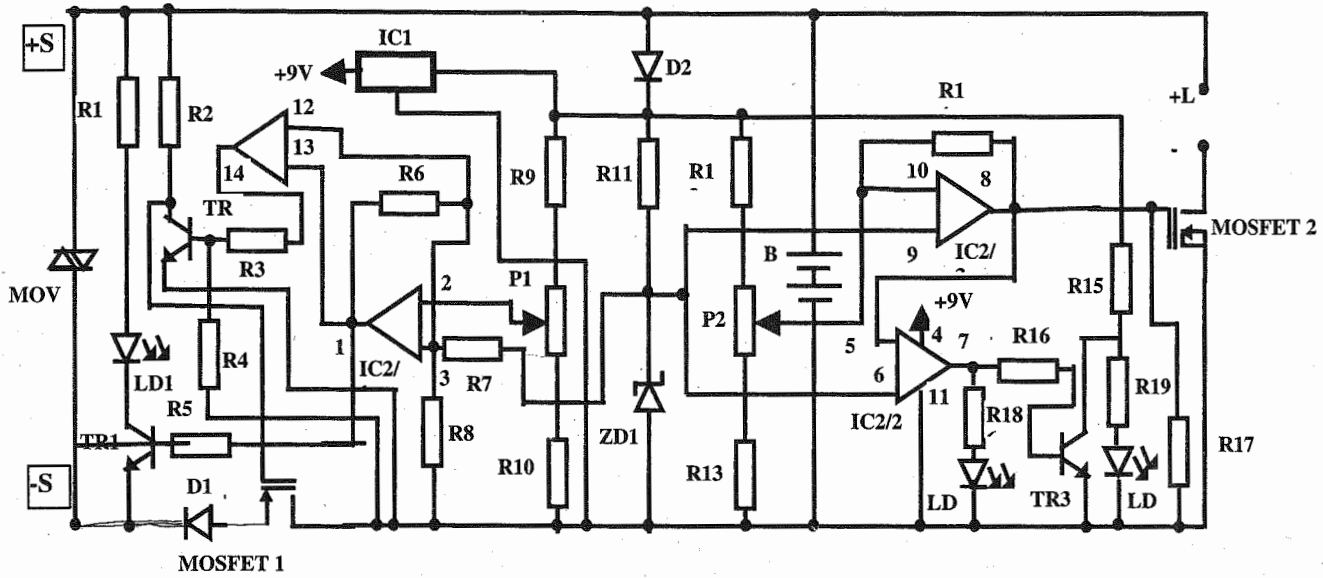 +S
IC1
+9V
D2
R1
R2
12
13
14
R1
+L
-
R6
R9
R11
R1
10
8
TR
R3
MOV
P1
B
9
IC2/
MOSFET 2
2
+9V
R15
1
IC2/
P2
5
4
7
R16
R4
LD1
3
R7
6
11
IC2/2
R18
R19
R5
TR1
R8
ZD1
R17
-S
D1
R10
R13
LD
TR3
LD
MOSFET 1